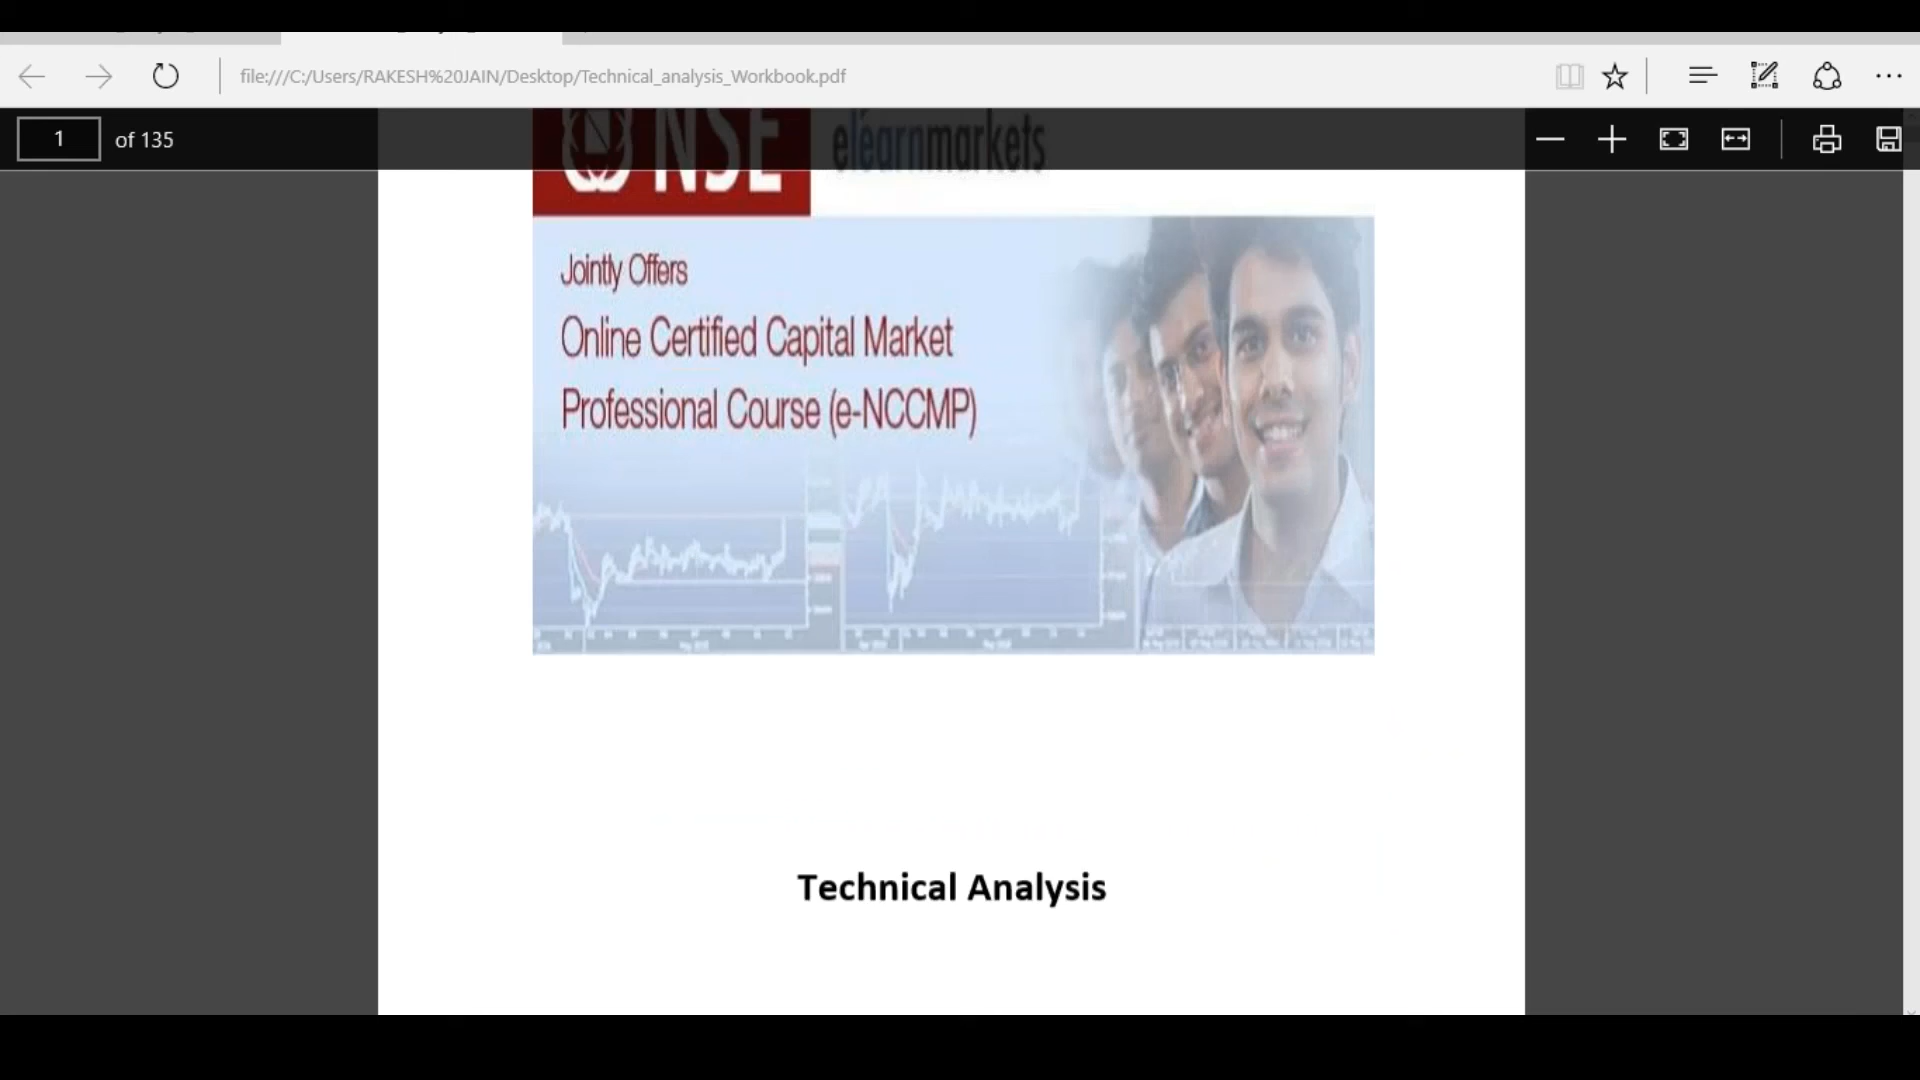 file:///C:/Users/RAKESH%20JAIN/Desktop/Technical_analysis_Workbook.pdf
1 of 135
NSE elearnmarkets
Jointly Offers
Online Certified Capital Market
Professional Course (e-NCCMP)
Technical Analysis